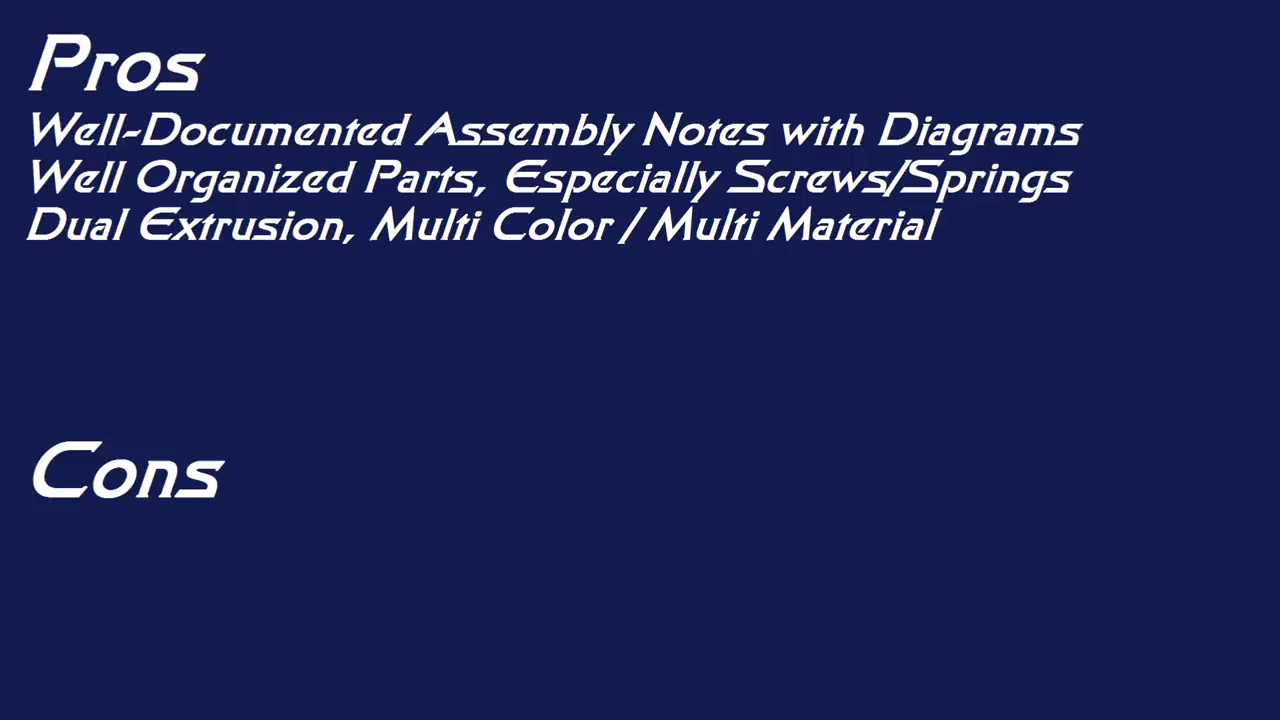 Pros
Well-Documented Assembly Notes with Diagrams
Well Organized Parts, Especially Screws/Springs
Dual Extrusion, Multi Color / Multi Material
Cons